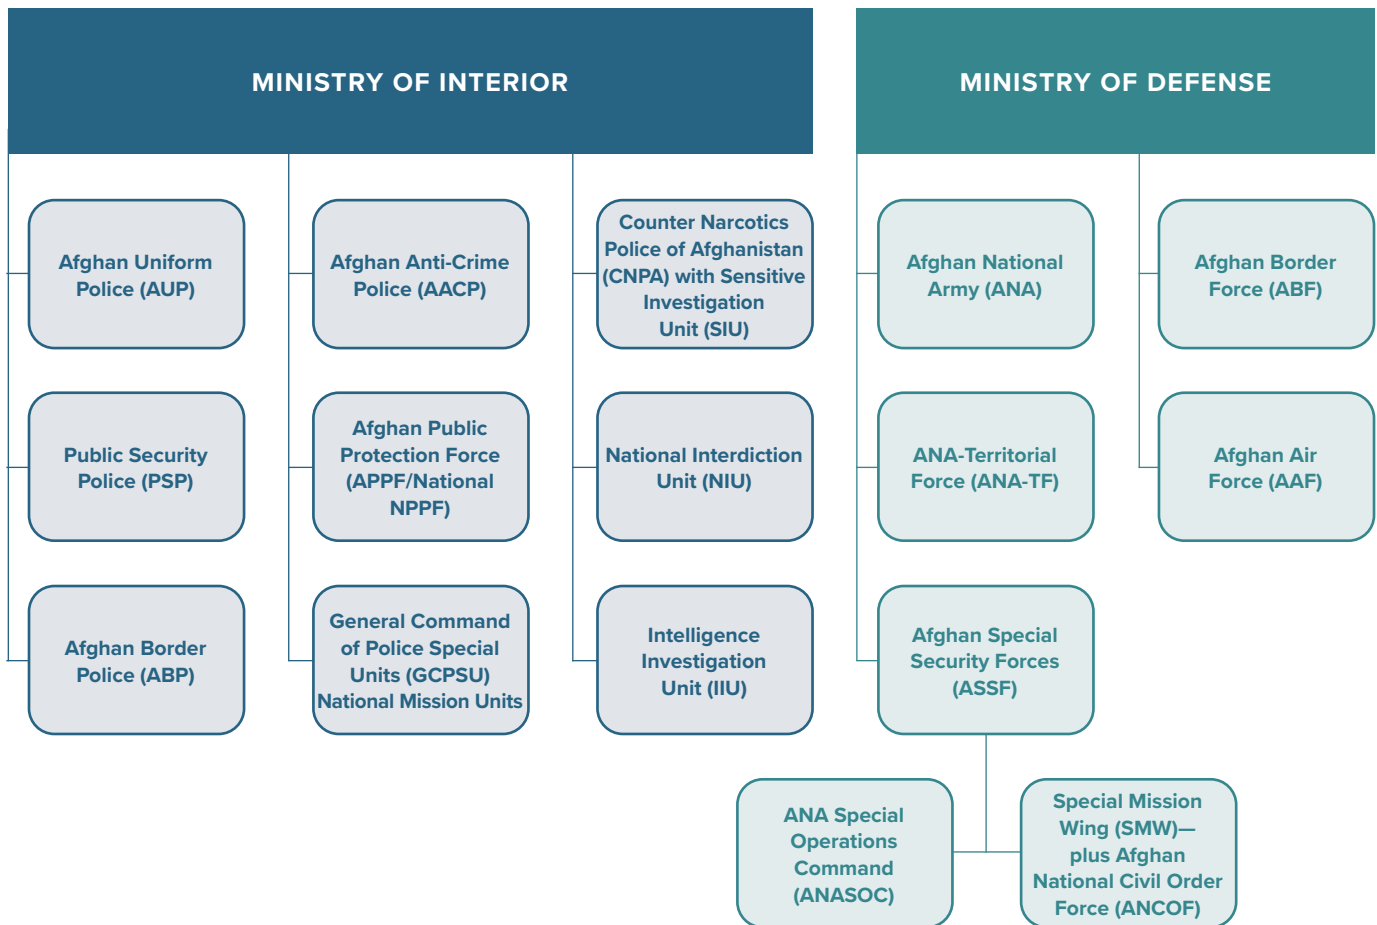 MINISTRY OF INTERIOR
Afghan Uniform
Police (AUP)
Public Security
Police (PSP)
Afghan Border
Police (ABP)
Afghan Anti-Crime
Police (AACP)
Afghan Public
Protection Force
(APPF/National
NPPF)
General Command
of Police Special
Units (GCPSU)
National Mission Units
Counter Narcotics
Police of Afghanistan
(CNPA) with Sensitive
Investigation
Unit (SIU)
National Interdiction
Unit (NIU)
Intelligence
Investigation
Unit (IIU)
MINISTRY OF DEFENSE
Afghan National
Army (ANA)
ANA-Territorial
Force (ANA-TF)
Afghan Special
Security Forces
(ASSF)
ANA Special
Operations
Command
(ANASOC)
Special Mission
Wing (SMW)—
plus Afghan
National Civil Order
Force (ANCOF)
Afghan Border
Force (ABF)
Afghan Air
Force (AAF)